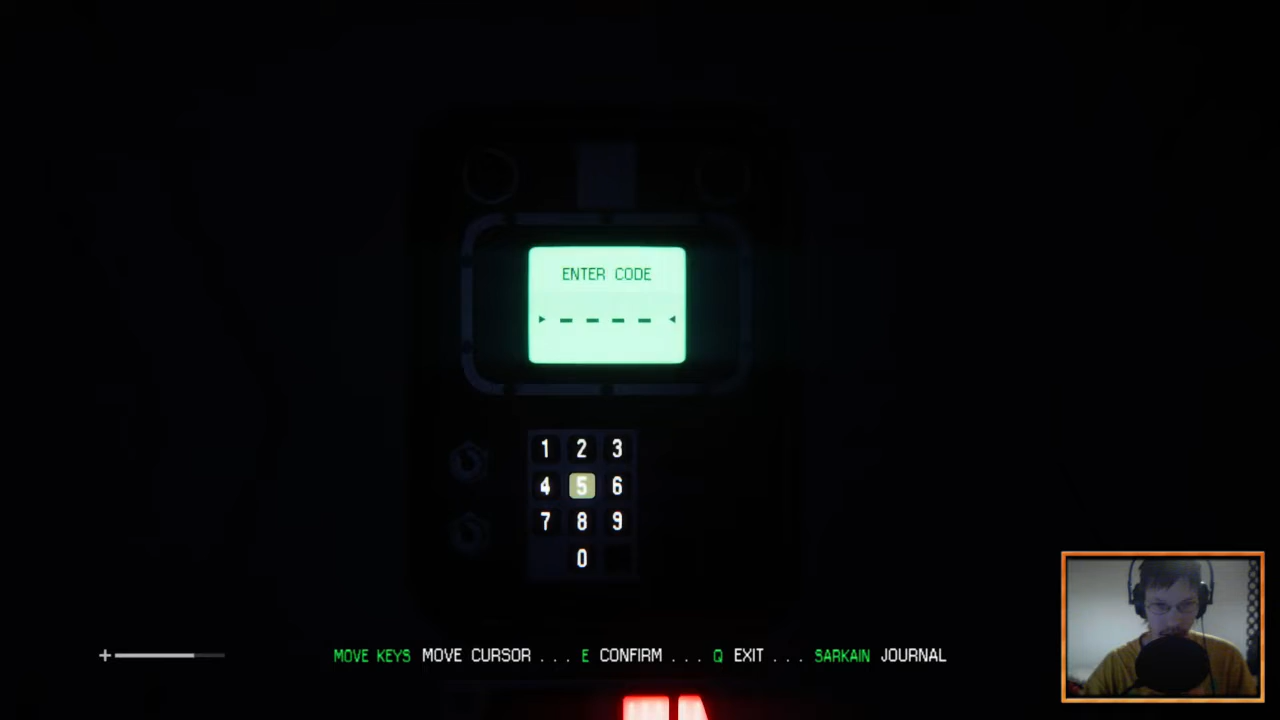 ENTER CODE
1 2 3
4 5 6
7 8 9
0
MOVE KEYS MOVE CURSOR . . . E CONFIRM . . . Q EXIT . . . SARKAIN JOURNAL